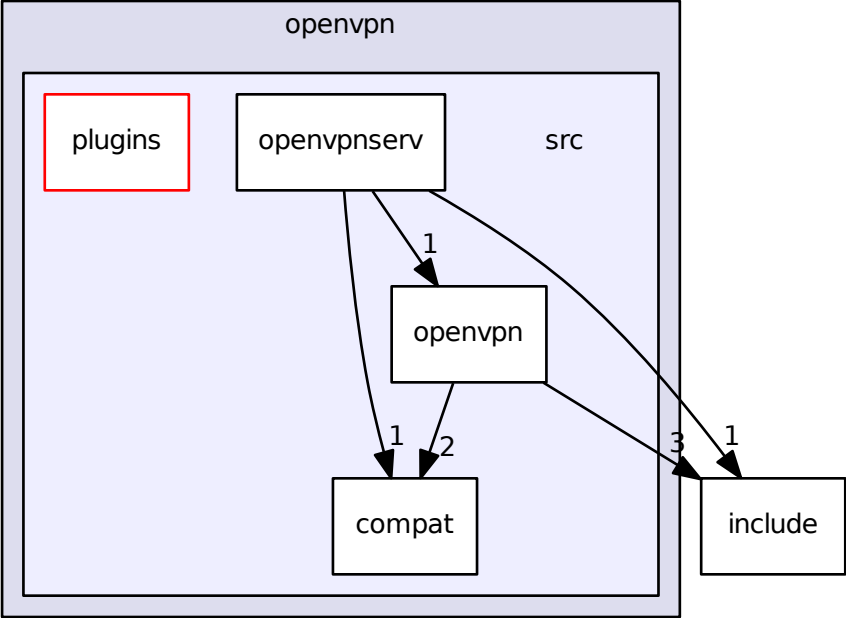 openvpn
plugins
openvpnserv
src
1
openvpn
1
2
3
1
compat
include